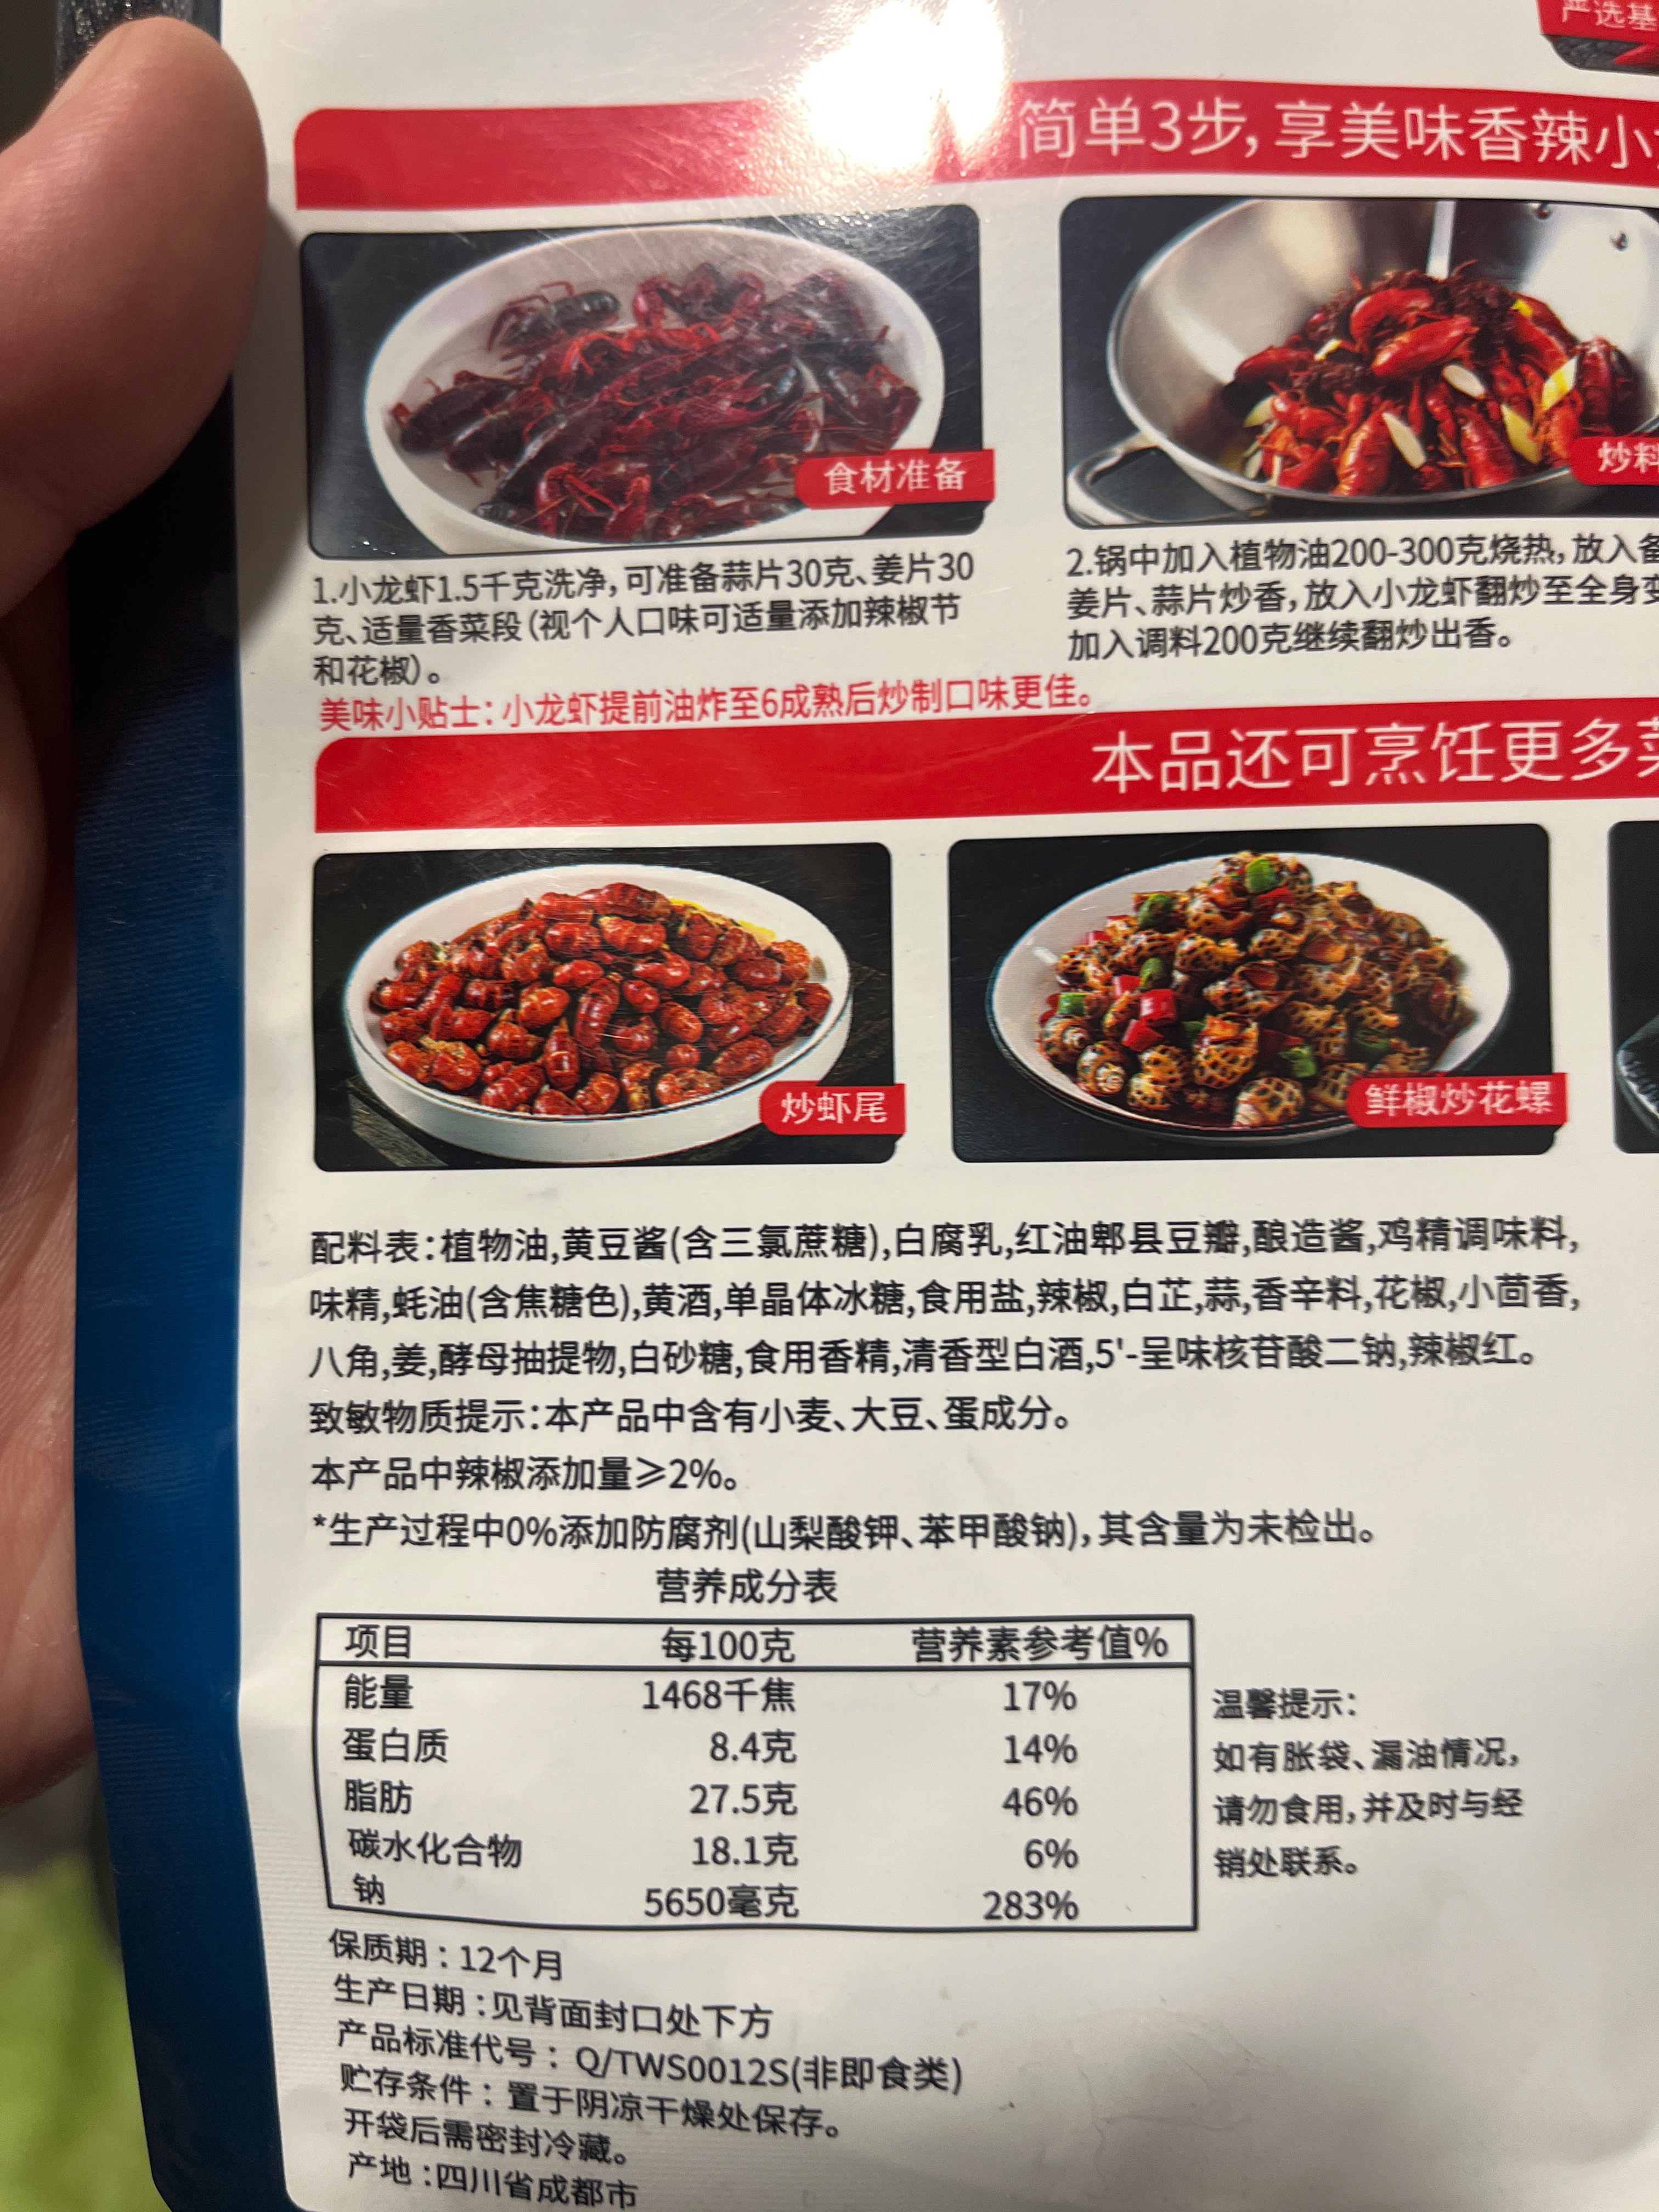 严选基
简单3步,享美味香辣小
食材准备
炒料
1.小龙虾1.5千克洗净,可准备蒜片30克、姜片30
克、适量香菜段(视个人口味可适量添加辣椒节
和花椒)。
2.锅中加入植物油200-300克烧热,放入备
姜片、蒜片炒香,放入小龙虾翻炒至全身变
加入调料200克继续翻炒出香。
美味小贴士:小龙虾提前油炸至6成熟后炒制口味更佳。
本品还可烹饪更多菜
炒虾尾
鲜椒炒花螺
配料表:植物油,黄豆酱(含三氯蔗糖),白腐乳,红油郫县豆瓣,酿造酱,鸡精调味料,
味精,蚝油(含焦糖色),黄酒,单晶体冰糖,食用盐,辣椒,白芷,蒜,香辛料,花椒,小茴香,
八角,姜,酵母抽提物,白砂糖,食用香精,清香型白酒,5'-呈味核苷酸二钠,辣椒红。
致敏物质提示:本产品中含有小麦、大豆、蛋成分。
本产品中辣椒添加量≥2%。
*生产过程中0%添加防腐剂(山梨酸钾、苯甲酸钠),其含量为未检出。
营养成分表
项目 每100克 营养素参考值%
能量 1468千焦 17%
蛋白质 8.4克 14%
脂肪 27.5克 46%
碳水化合物 18.1克 6%
钠 5650毫克 283%
温馨提示:
如有胀袋、漏油情况,
请勿食用,并及时与经
销处联系。
保质期:12个月
生产日期:见背面封口处下方
产品标准代号:Q/TWS0012S(非即食类)
贮存条件:置于阴凉干燥处保存。
开袋后需密封冷藏。
产地:四川省成都市